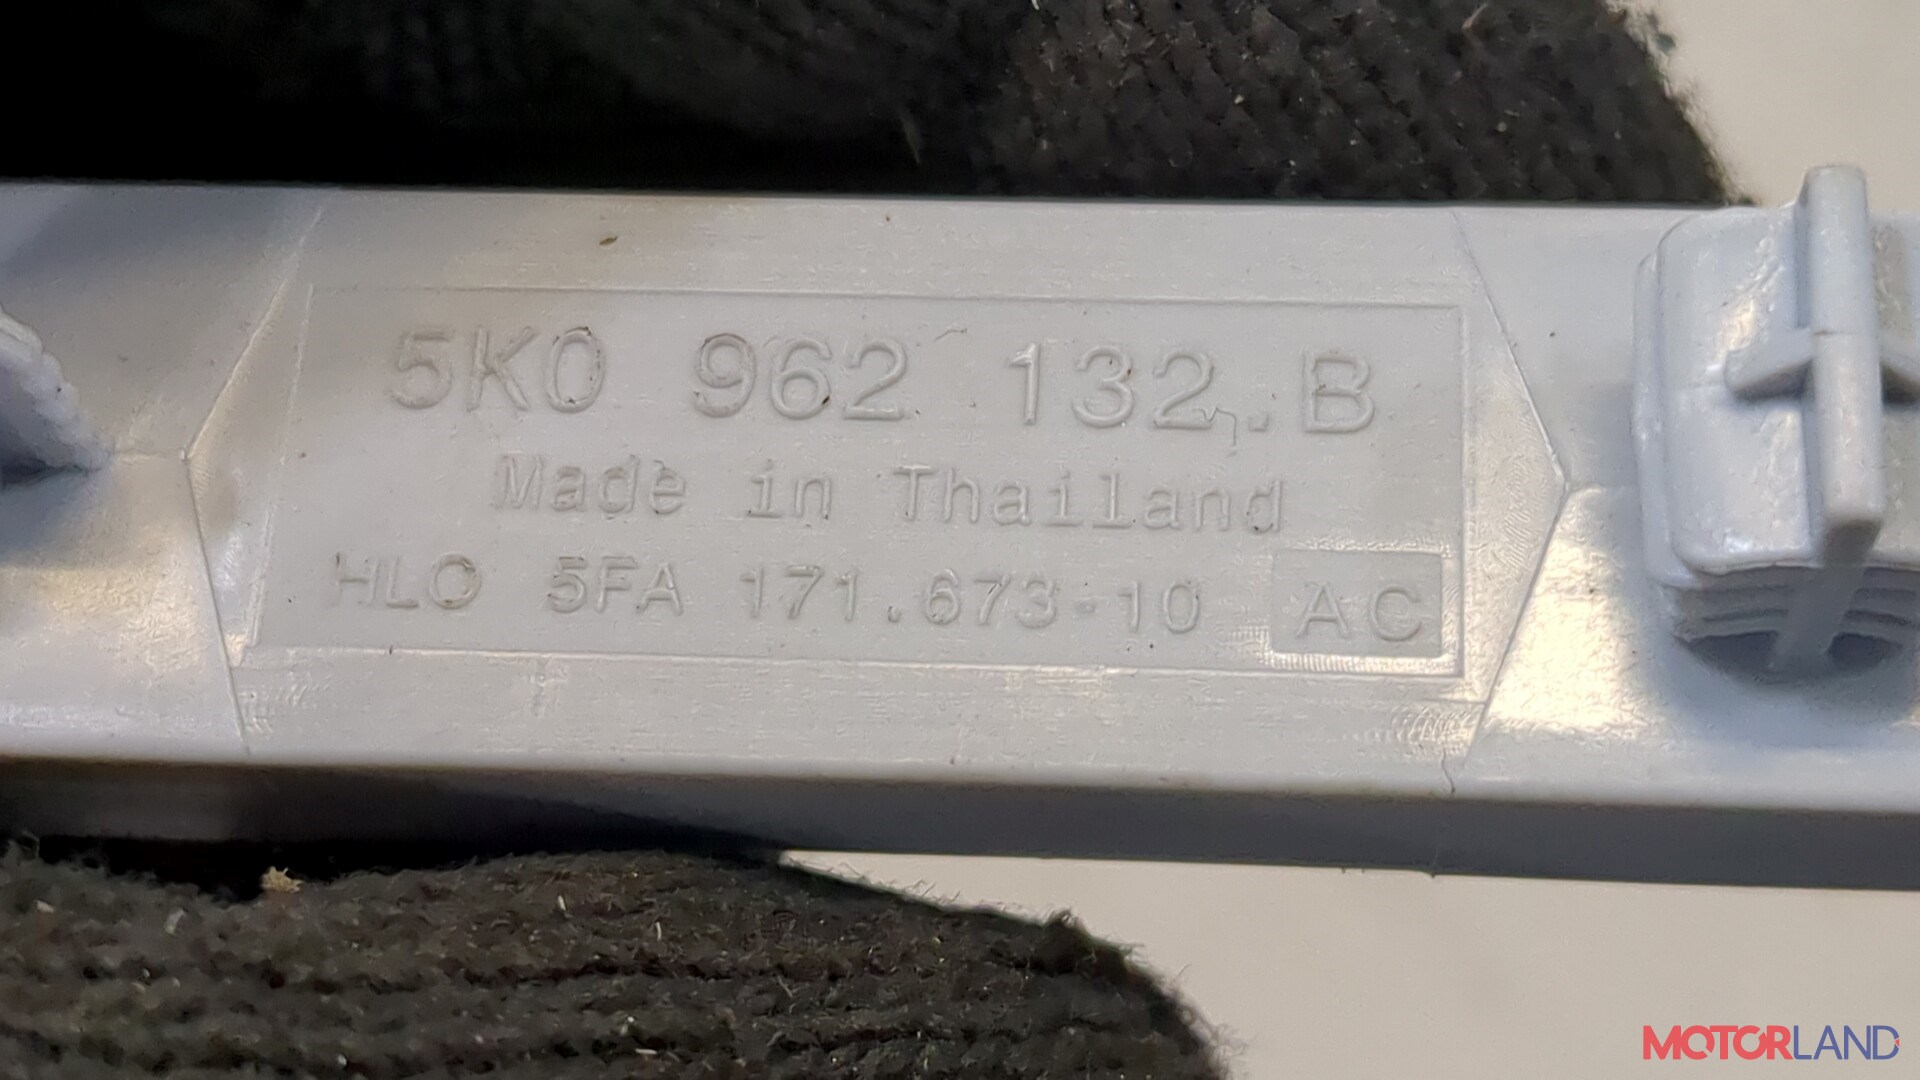 5K0 962 132.B
Made in Thailand
HLO 5FA 171.673-10 AC
MOTORLAND